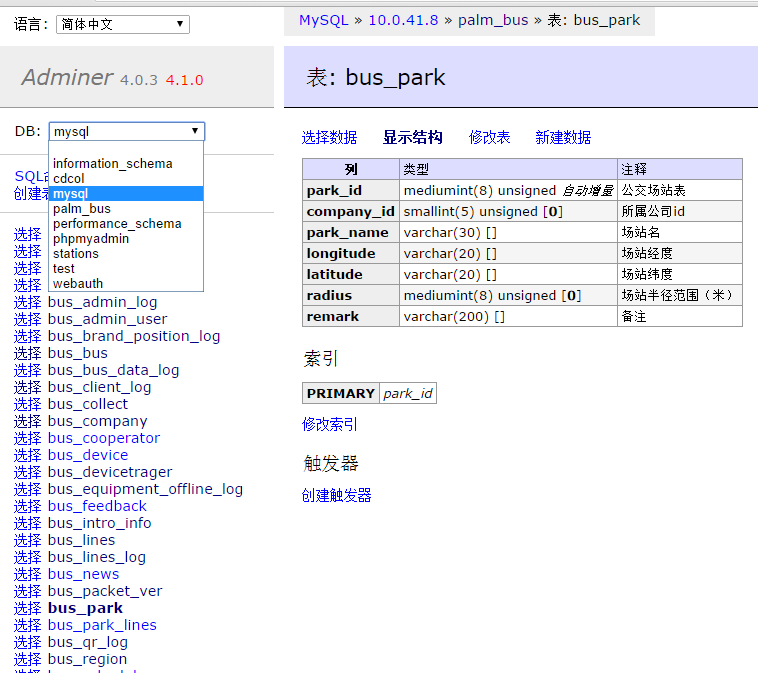 语言: 简体中文
MySQL » 10.0.41.8 » palm_bus » 表: bus_park
Adminer 4.0.3 4.1.0
表: bus_park
DB: mysql
information_schema
cdcol
mysql
palm_bus
performance_schema
phpmyadmin
stations
test
webauth
SQL
创建表
选择
选择
选择
选择
选择 bus_admin_log
选择 bus_admin_user
选择 bus_brand_position_log
选择 bus_bus
选择 bus_bus_data_log
选择 bus_client_log
选择 bus_collect
选择 bus_company
选择 bus_cooperator
选择 bus_device
选择 bus_devicetrager
选择 bus_equipment_offline_log
选择 bus_feedback
选择 bus_intro_info
选择 bus_lines
选择 bus_lines_log
选择 bus_news
选择 bus_packet_ver
选择 bus_park
选择 bus_park_lines
选择 bus_qr_log
选择 bus_region
选择数据 显示结构 修改表 新建数据
列 类型 注释
park_id mediumint(8) unsigned 自动增量 公交场站表
company_id smallint(5) unsigned [0] 所属公司id
park_name varchar(30) [] 场站名
longitude varchar(20) [] 场站经度
latitude varchar(20) [] 场站纬度
radius mediumint(8) unsigned [0] 场站半径范围（米）
remark varchar(200) [] 备注
索引
PRIMARY park_id
修改索引
触发器
创建触发器